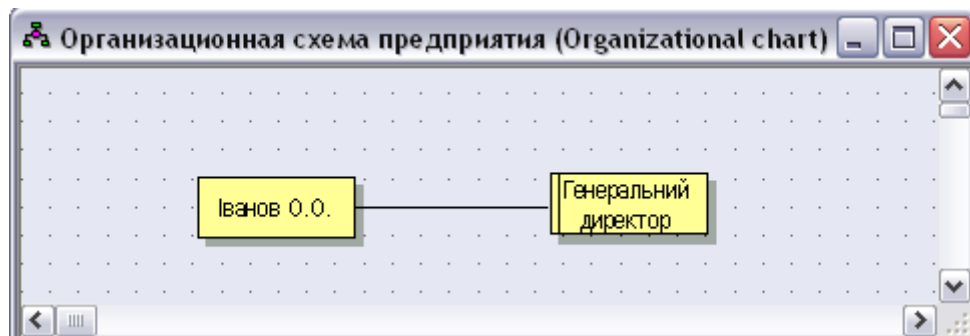 Организационная схема предприятия (Organizational chart)
Іванов О.О.
Генеральний
директор